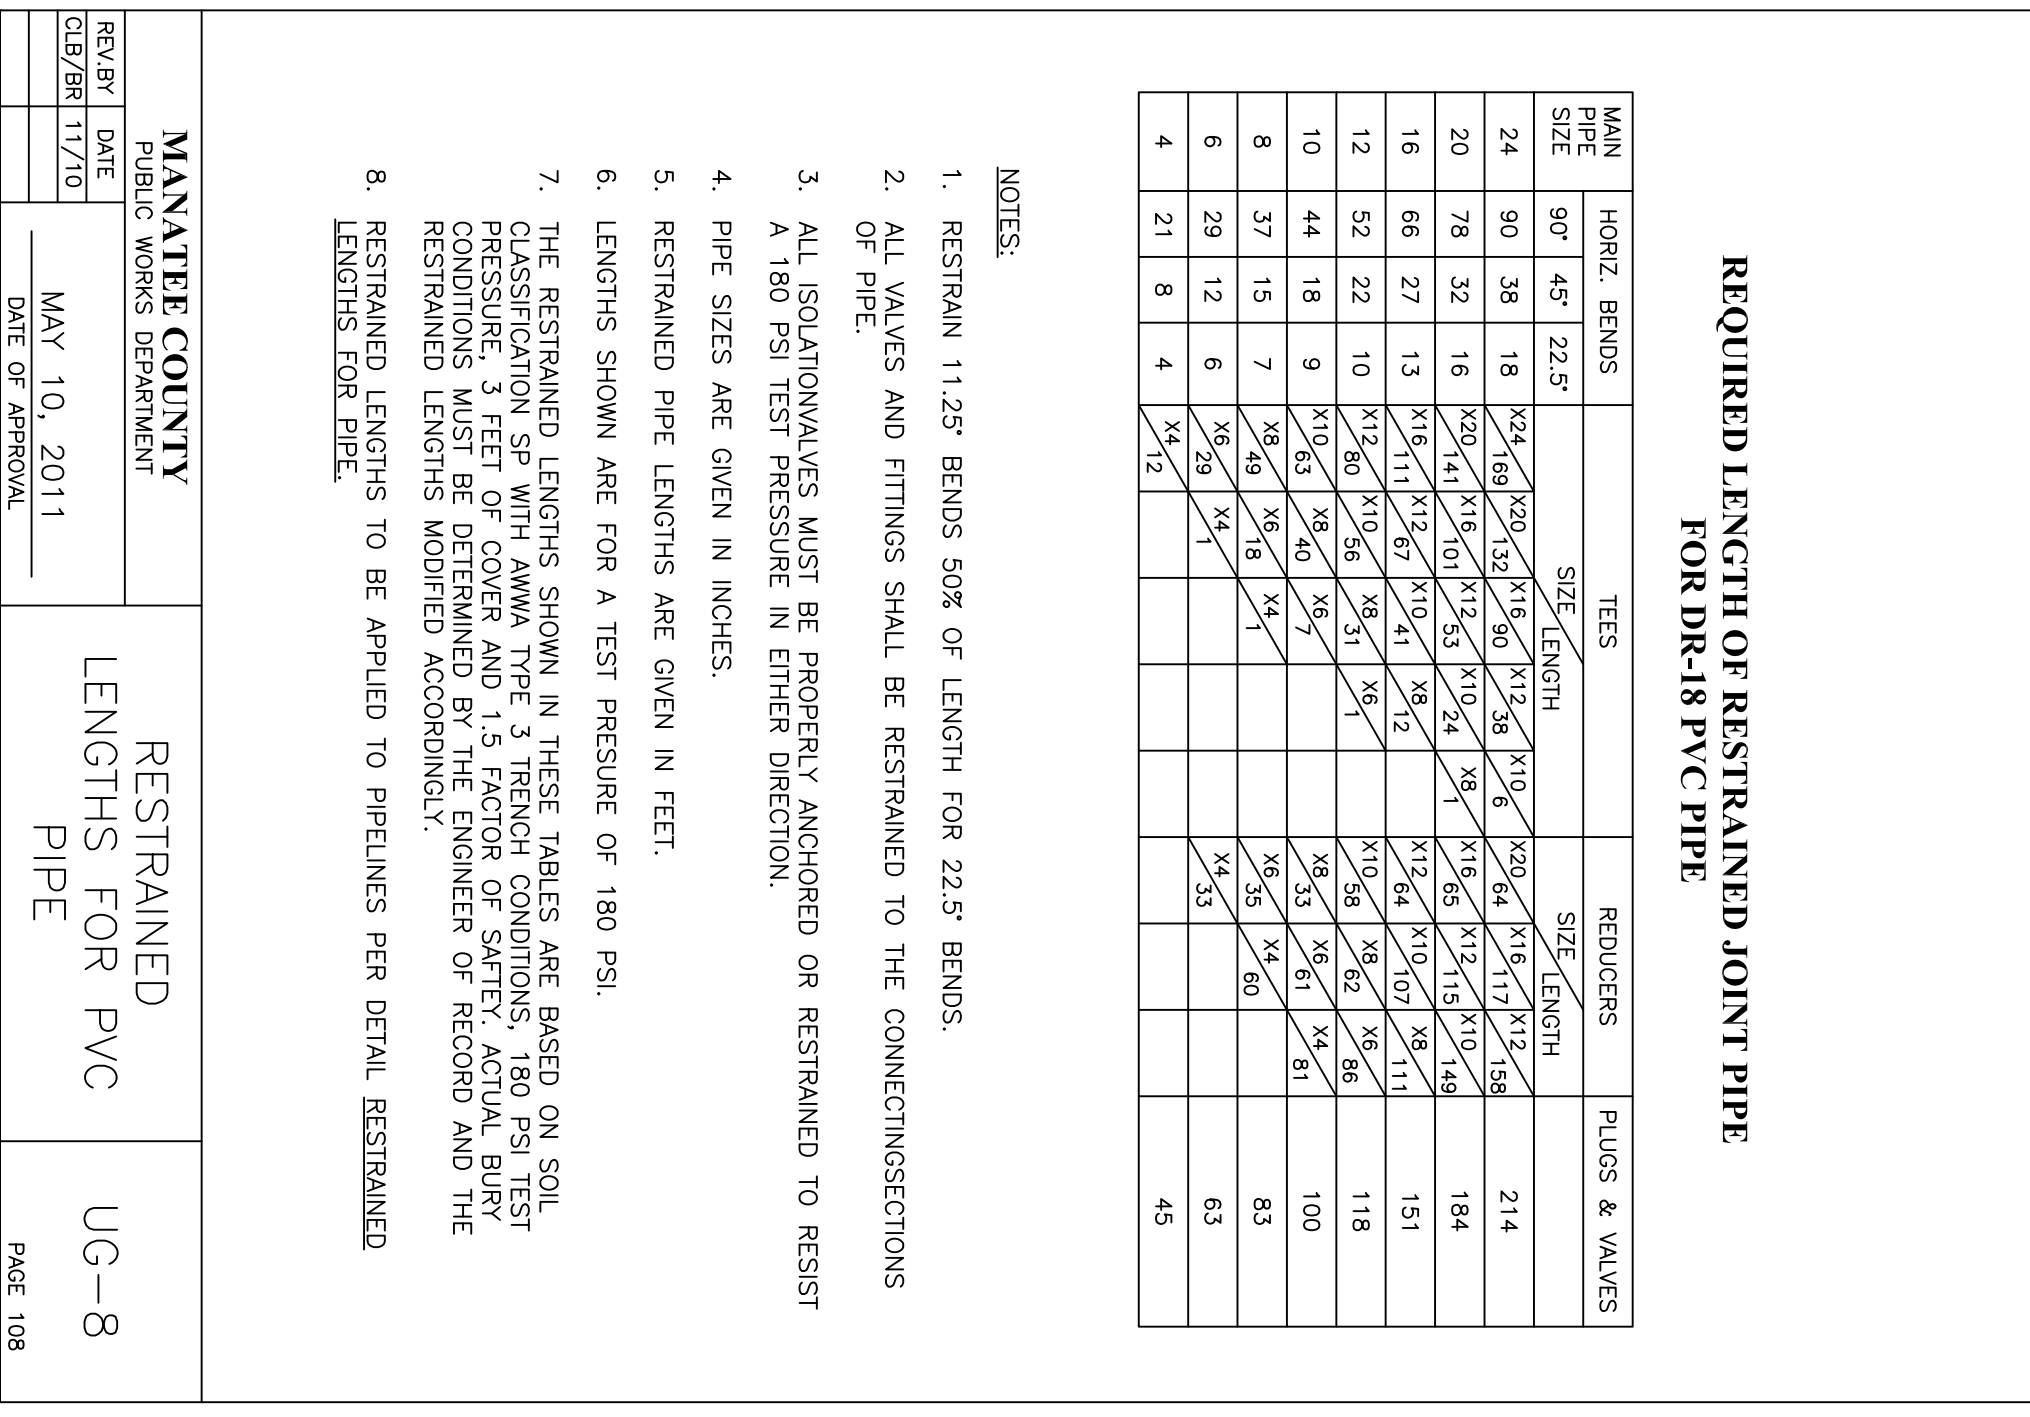 REQUIRED LENGTH OF RESTRAINED JOINT PIPE
FOR DR-18 PVC PIPE
MAIN PIPE SIZE HORIZ. BENDS TEES REDUCERS PLUGS & VALVES
90° 45° 22.5° SIZE LENGTH SIZE LENGTH
24 90 38 18 X24 169 X20 132 X16 90 X12 38 X10 6 X20 64 X16 117 X12 158 214
20 78 32 16 X20 141 X16 101 X12 53 X10 24 X8 1 X16 65 X12 115 X10 149 184
16 66 27 13 X16 111 X12 67 X10 41 X8 12 X12 64 X10 107 X8 111 151
12 52 22 10 X12 80 X10 56 X8 31 X6 1 X10 58 X8 62 X6 86 118
10 44 18 9 X10 63 X8 40 X6 7 X8 33 X6 61 X4 81 100
8 37 15 7 X8 49 X6 18 X4 1 X6 35 X4 60 83
6 29 12 6 X6 29 X4 1 X4 33 63
4 21 8 4 X4 12 45
NOTES:
1. RESTRAIN 11.25° BENDS 50% OF LENGTH FOR 22.5° BENDS.
2. ALL VALVES AND FITTINGS SHALL BE RESTRAINED TO THE CONNECTINGSECTIONS
OF PIPE.
3. ALL ISOLATIONVALVES MUST BE PROPERLY ANCHORED OR RESTRAINED TO RESIST
A 180 PSI TEST PRESSURE IN EITHER DIRECTION.
4. PIPE SIZES ARE GIVEN IN INCHES.
5. RESTRAINED PIPE LENGTHS ARE GIVEN IN FEET.
6. LENGTHS SHOWN ARE FOR A TEST PRESURE OF 180 PSI.
7. THE RESTRAINED LENGTHS SHOWN IN THESE TABLES ARE BASED ON SOIL
CLASSIFICATION SP WITH AWWA TYPE 3 TRENCH CONDITIONS, 180 PSI TEST
PRESSURE, 3 FEET OF COVER AND 1.5 FACTOR OF SAFTEY. ACTUAL BURY
CONDITIONS MUST BE DETERMINED BY THE ENGINEER OF RECORD AND THE
RESTRAINED LENGTHS MODIFIED ACCORDINGLY.
8. RESTRAINED LENGTHS TO BE APPLIED TO PIPELINES PER DETAIL RESTRAINED
LENGTHS FOR PIPE.
MANATEE COUNTY
PUBLIC WORKS DEPARTMENT
REV.BY DATE
CLB/BR 11/10
MAY 10, 2011
DATE OF APPROVAL
RESTRAINED
LENGTHS FOR PVC
PIPE
UG-8
PAGE 108